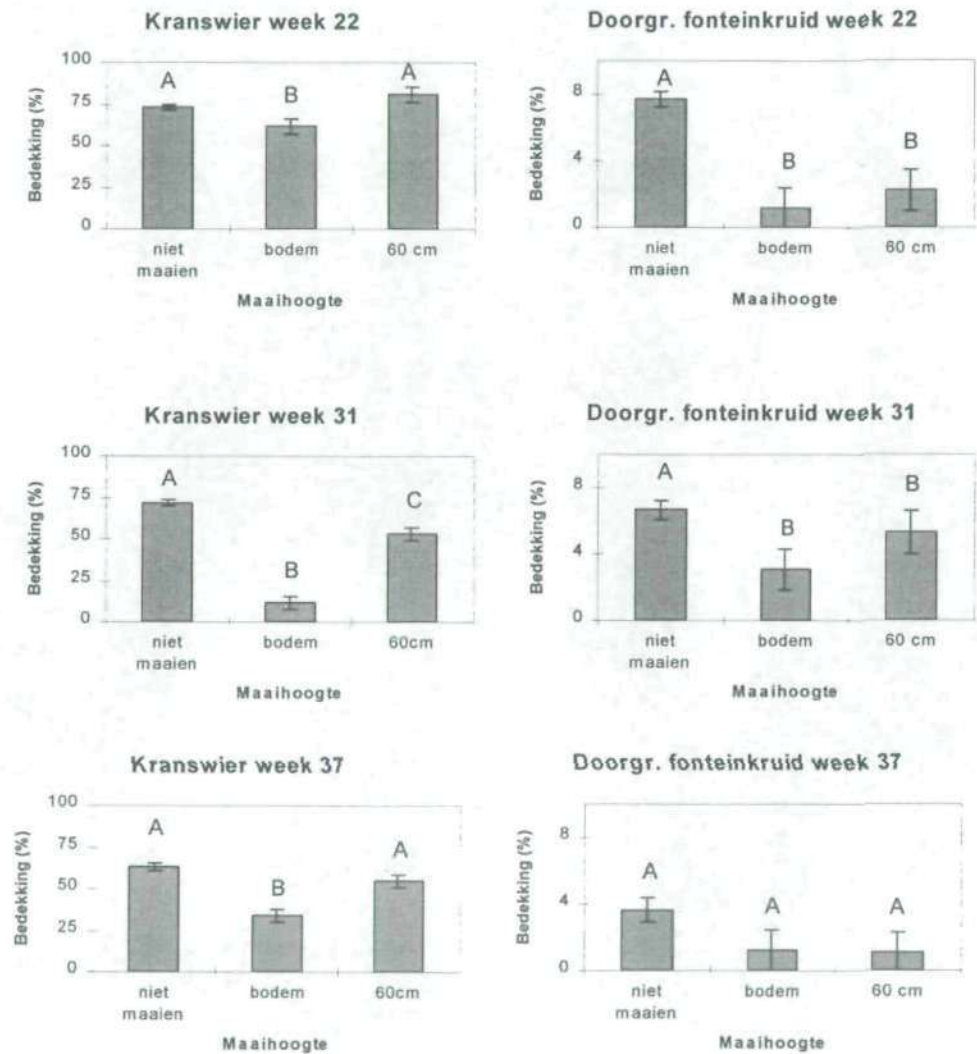 Kranswier week 22
100
75
50
25
0
Bedekking (%)
A
B
A
niet maaien
bodem
60 cm
Maaihoogte
Doorgr. fonteinkruid week 22
8
4
0
Bedekking (%)
A
B
B
niet maaien
bodem
60 cm
Maaihoogte
Kranswier week 31
100
75
50
25
0
Bedekking (%)
A
B
C
niet maaien
bodem
60cm
Maaihoogte
Doorgr. fonteinkruid week 31
8
4
0
Bedekking (%)
A
B
B
niet maaien
bodem
60 cm
Maaihoogte
Kranswier week 37
100
75
50
25
0
Bedekking (%)
A
B
A
niet maaien
bodem
60cm
Maaihoogte
Doorgr. fonteinkruid week 37
8
4
0
Bedekking (%)
A
A
A
niet maaien
bodem
60 cm
Maaihoogte